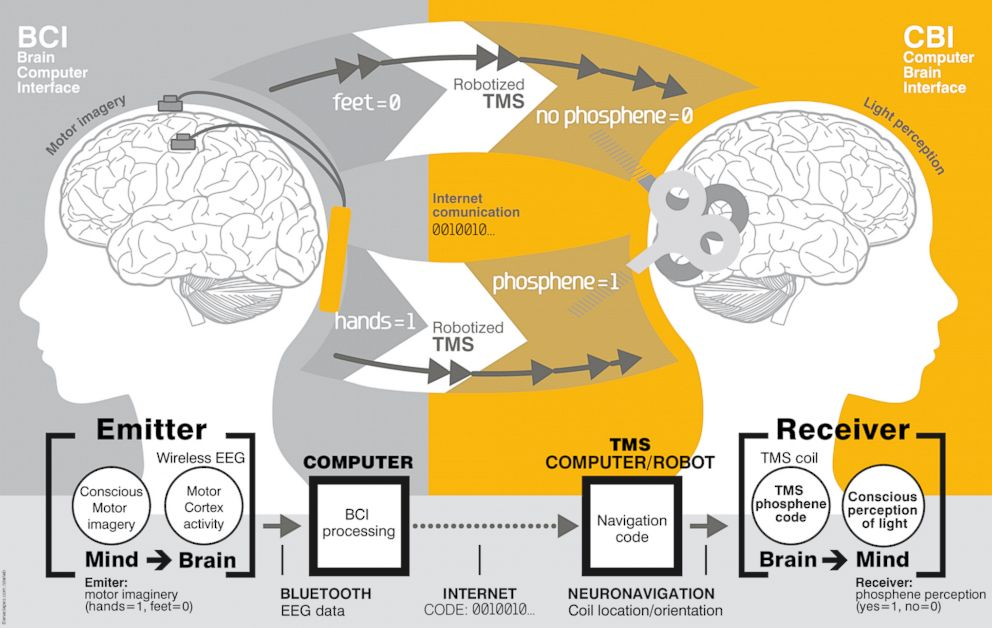 BCI
Brain
Computer
Interface
CBI
Computer
Brain
Interface
Motor imagery
Light perception
feet=0
Robotized
TMS
no phosphene=0
Internet
comunication
0010010...
phosphene=1
hands=1
Robotized
TMS
Emitter
Wireless EEG
Conscious
Motor
imagery
Motor
Cortex
activity
Mind → Brain
Emiter:
motor imaginery
(hands=1, feet=0)
COMPUTER
BCI
processing
BLUETOOTH
EEG data
INTERNET
CODE: 0010010...
TMS
COMPUTER/ROBOT
Navigation
code
NEURONAVIGATION
Coil location/orientation
Receiver
TMS coil
TMS
phosphene
code
Conscious
perception
of light
Brain → Mind
Receiver:
phosphene perception
(yes=1, no=0)